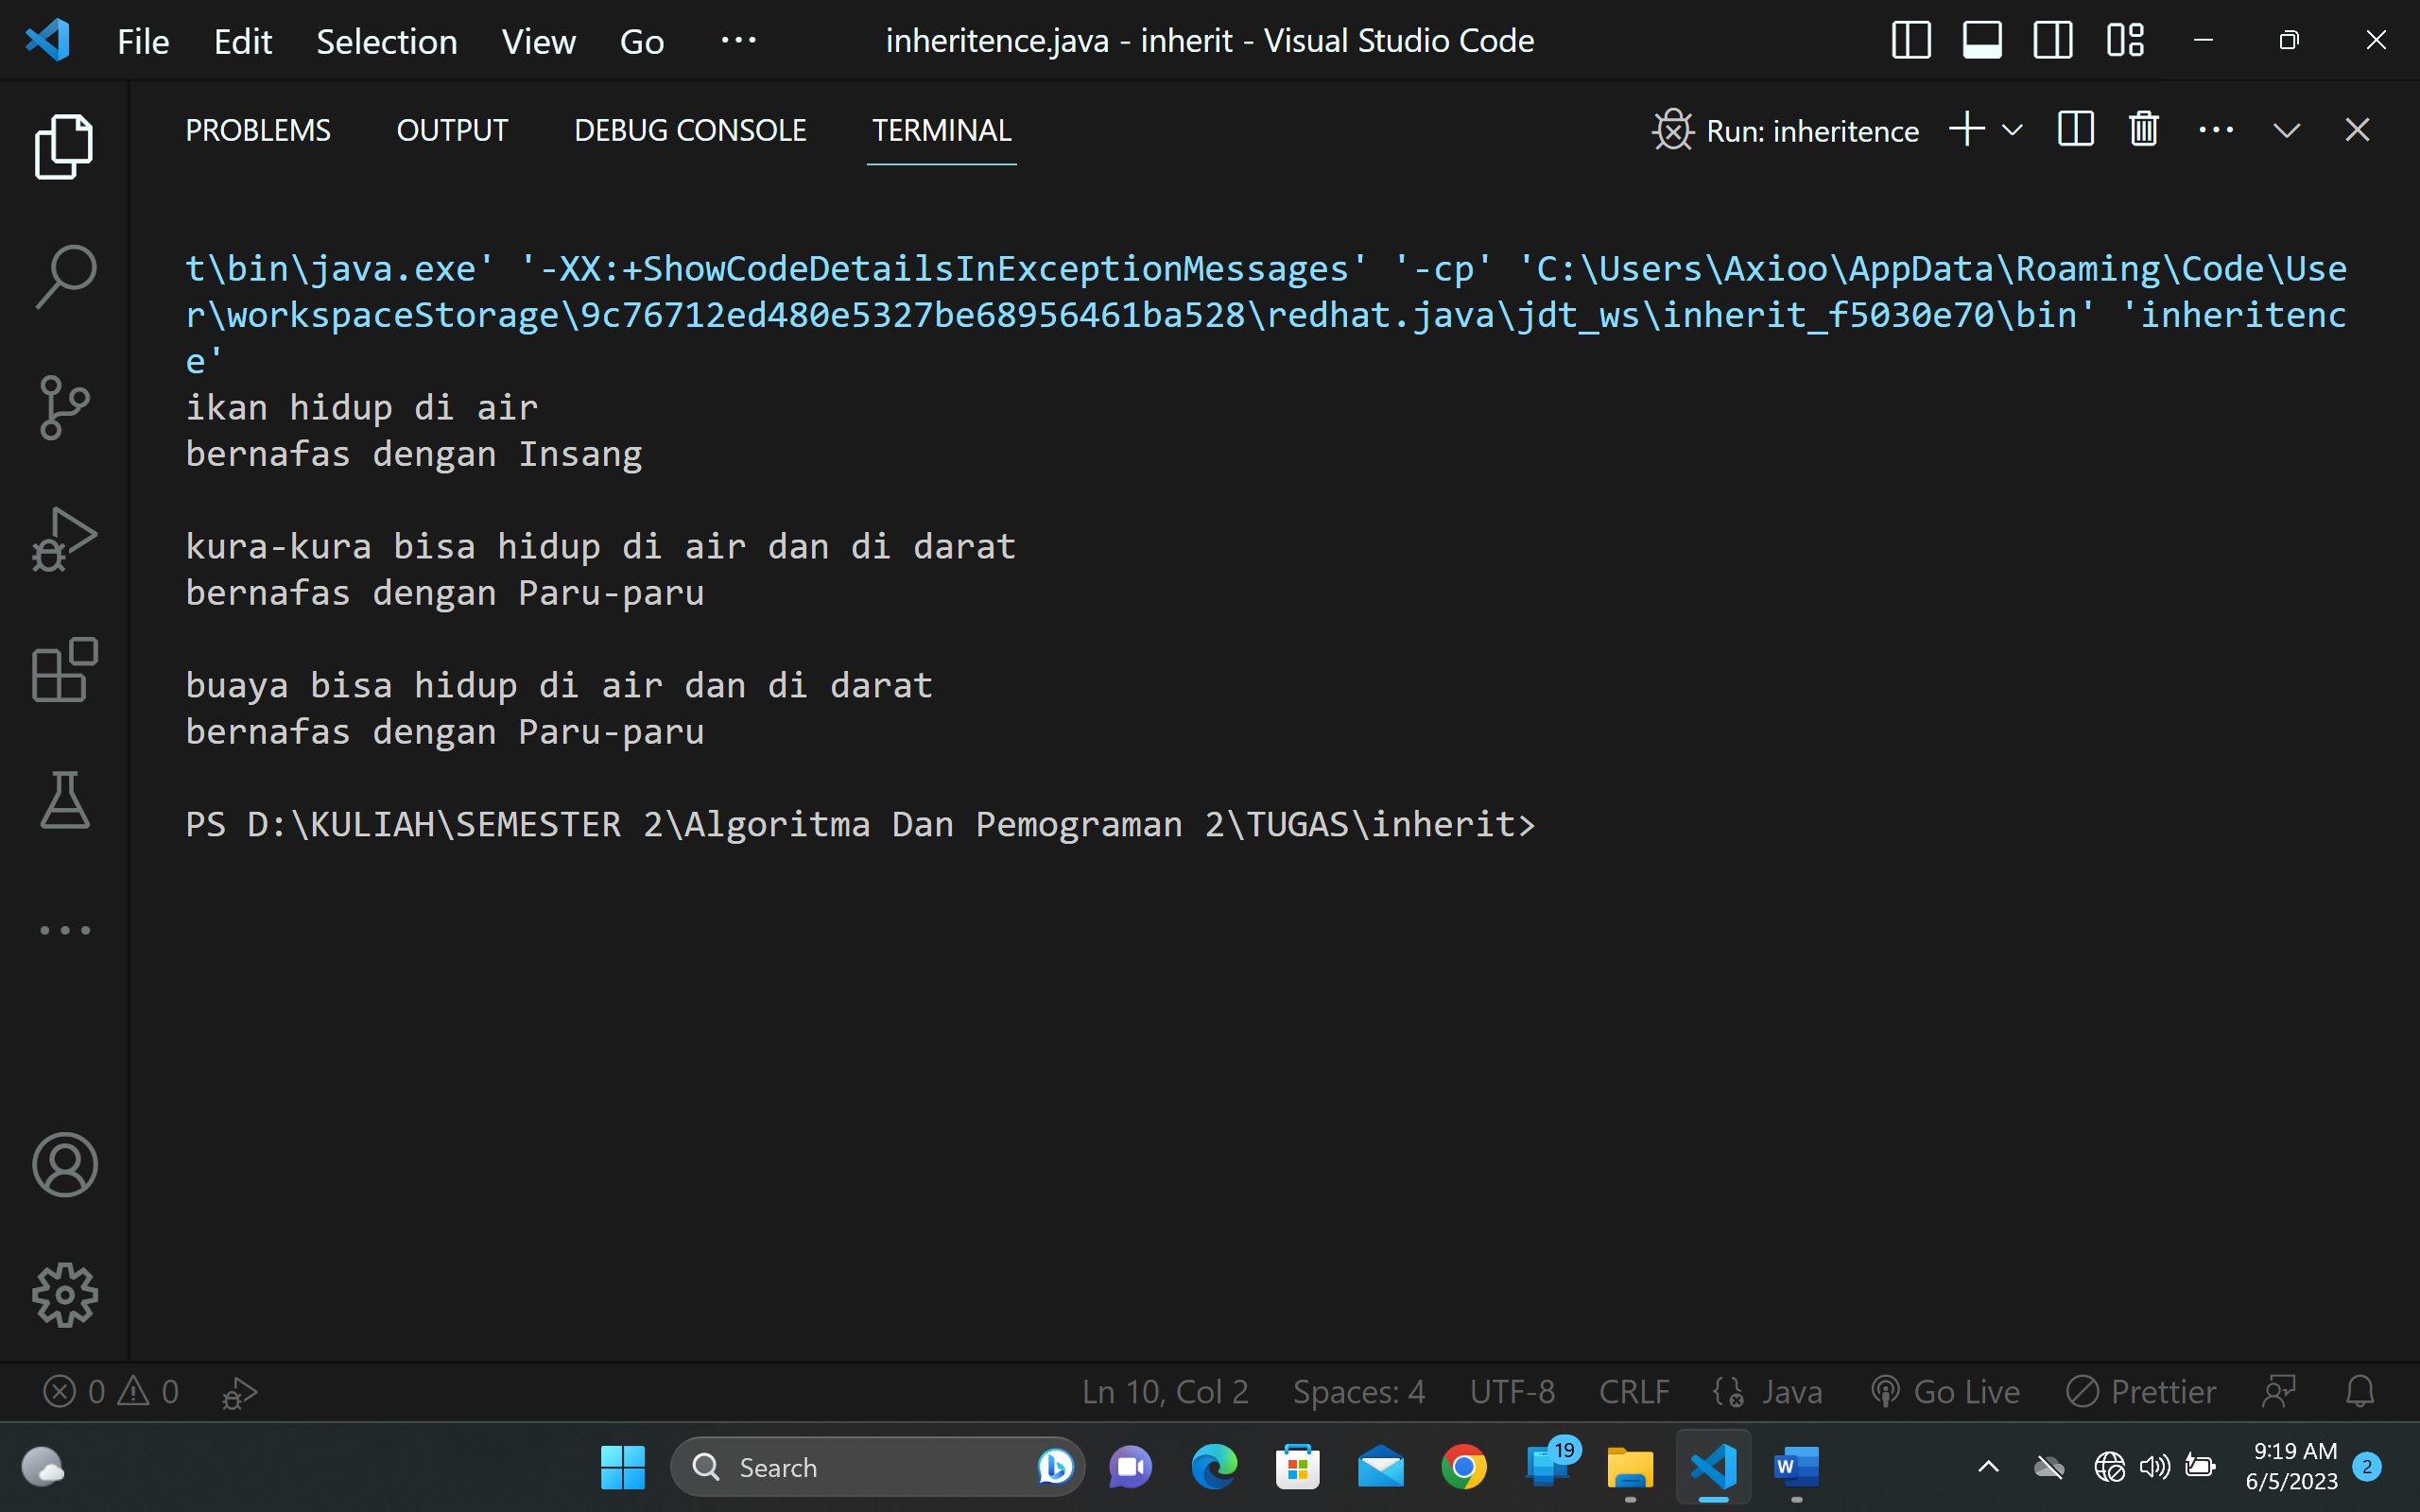 File Edit Selection View Go ··· inheritence.java - inherit - Visual Studio Code
PROBLEMS OUTPUT DEBUG CONSOLE TERMINAL Run: inheritence
t\bin\java.exe' '-XX:+ShowCodeDetailsInExceptionMessages' '-cp' 'C:\Users\Axioo\AppData\Roaming\Code\Use
r\workspaceStorage\9c76712ed480e5327be68956461ba528\redhat.java\jdt_ws\inherit_f5030e70\bin' 'inheritenc
e'
ikan hidup di air
bernafas dengan Insang
kura-kura bisa hidup di air dan di darat
bernafas dengan Paru-paru
buaya bisa hidup di air dan di darat
bernafas dengan Paru-paru
PS D:\KULIAH\SEMESTER 2\Algoritma Dan Pemograman 2\TUGAS\inherit>
0 0 Ln 10, Col 2 Spaces: 4 UTF-8 CRLF {} Java Go Live Prettier
Search 19 W 9:19 AM
6/5/2023 2